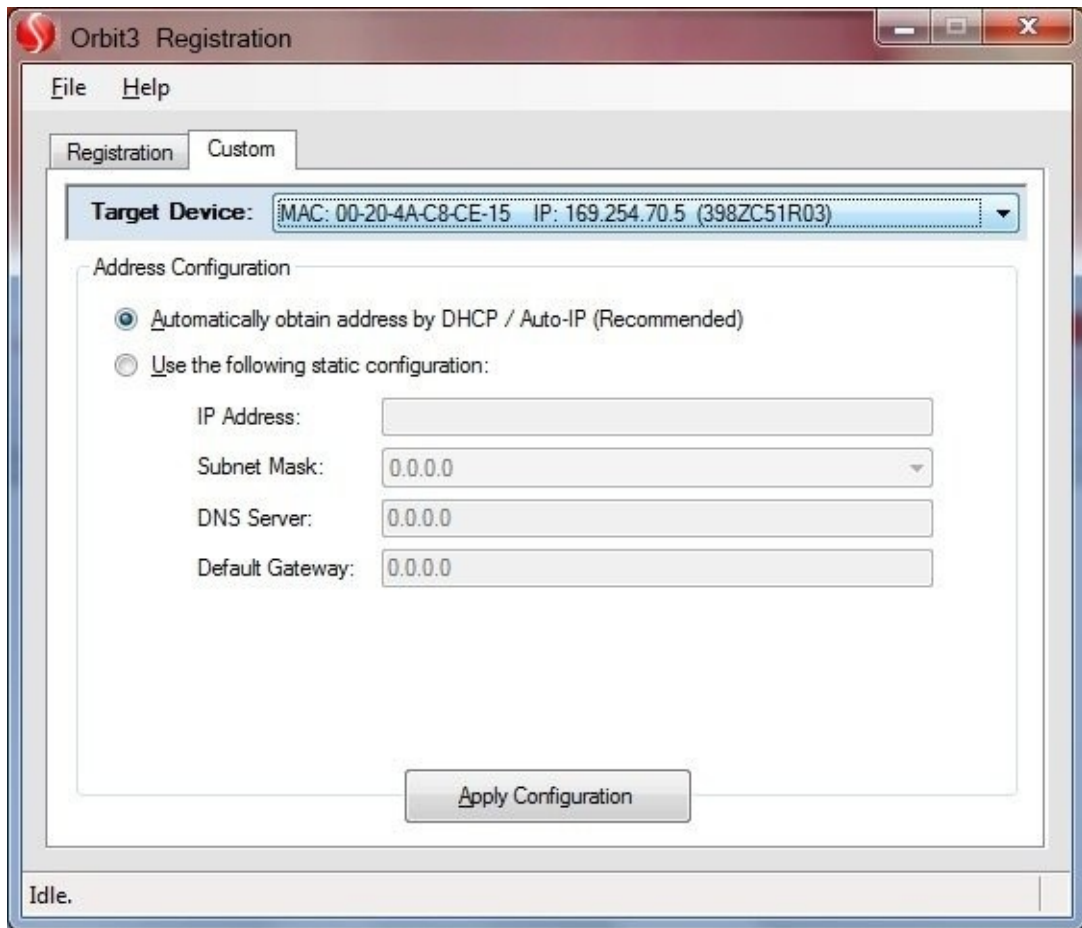 Orbit3 Registration
File Help
Registration Custom
Target Device: MAC: 00-20-4A-C8-CE-15 IP: 169.254.70.5 (398ZC51R03)
Address Configuration
Automatically obtain address by DHCP / Auto-IP (Recommended)
Use the following static configuration:
IP Address:
Subnet Mask: 0.0.0.0
DNS Server: 0.0.0.0
Default Gateway: 0.0.0.0
Apply Configuration
Idle.